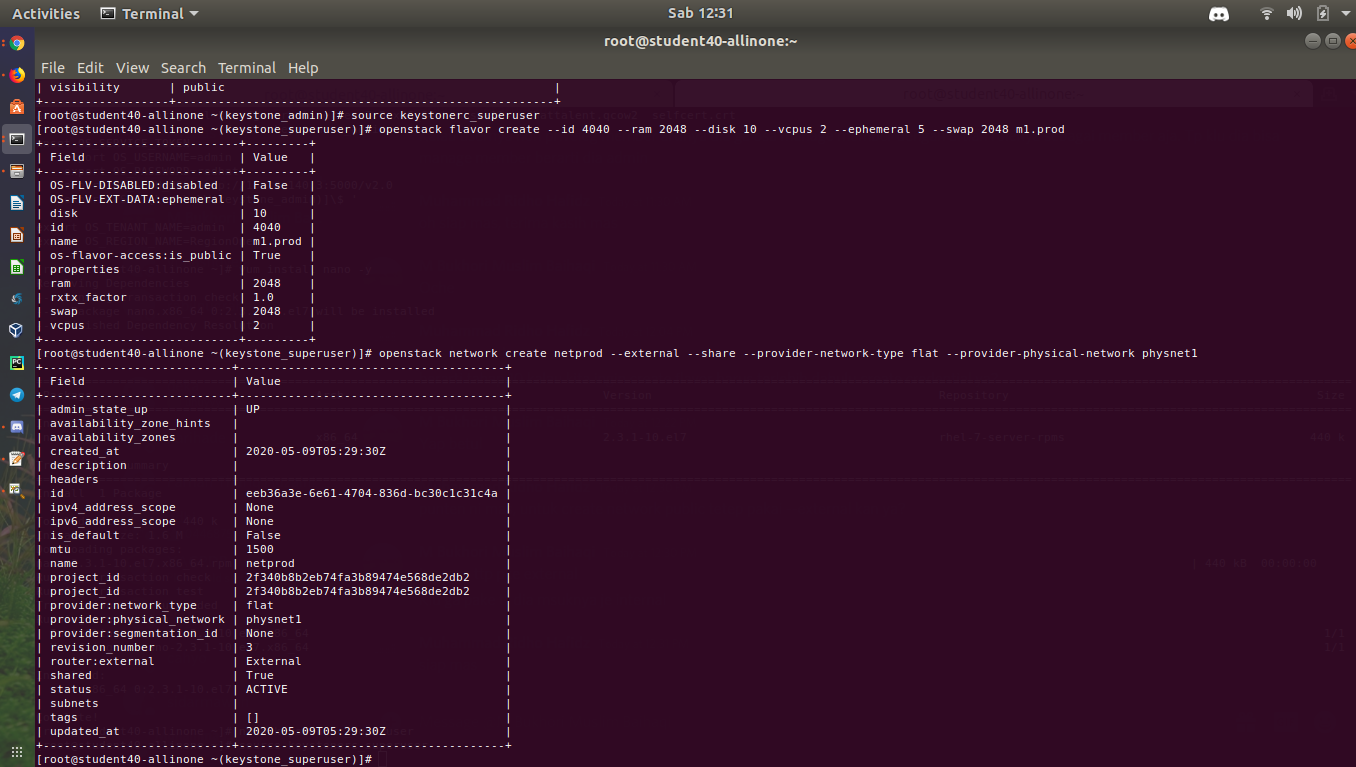 Activities Terminal Sab 12:31
root@student40-allinone:~
File Edit View Search Terminal Help
| visibility | public |
+------------------+------------------------------------------------------+
[root@student40-allinone ~(keystone_admin)]# source keystonerc_superuser
[root@student40-allinone ~(keystone_superuser)]# openstack flavor create --id 4040 --ram 2048 --disk 10 --vcpus 2 --ephemeral 5 --swap 2048 m1.prod
+----------------------------+---------+
| Field | Value |
+----------------------------+---------+
| OS-FLV-DISABLED:disabled | False |
| OS-FLV-EXT-DATA:ephemeral | 5 |
| disk | 10 |
| id | 4040 |
| name | m1.prod |
| os-flavor-access:is_public | True |
| properties | |
| ram | 2048 |
| rxtx_factor | 1.0 |
| swap | 2048 |
| vcpus | 2 |
+----------------------------+---------+
[root@student40-allinone ~(keystone_superuser)]# openstack network create netprod --external --share --provider-network-type flat --provider-physical-network physnet1
+---------------------------+--------------------------------------+
| Field | Value |
+---------------------------+--------------------------------------+
| admin_state_up | UP |
| availability_zone_hints | |
| availability_zones | |
| created_at | 2020-05-09T05:29:30Z |
| description | |
| headers | |
| id | eeb36a3e-6e61-4704-836d-bc30c1c31c4a |
| ipv4_address_scope | None |
| ipv6_address_scope | None |
| is_default | False |
| mtu | 1500 |
| name | netprod |
| project_id | 2f340b8b2eb74fa3b89474e568de2db2 |
| project_id | 2f340b8b2eb74fa3b89474e568de2db2 |
| provider:network_type | flat |
| provider:physical_network | physnet1 |
| provider:segmentation_id | None |
| revision_number | 3 |
| router:external | External |
| shared | True |
| status | ACTIVE |
| subnets | |
| tags | [] |
| updated_at | 2020-05-09T05:29:30Z |
+---------------------------+--------------------------------------+
[root@student40-allinone ~(keystone_superuser)]#